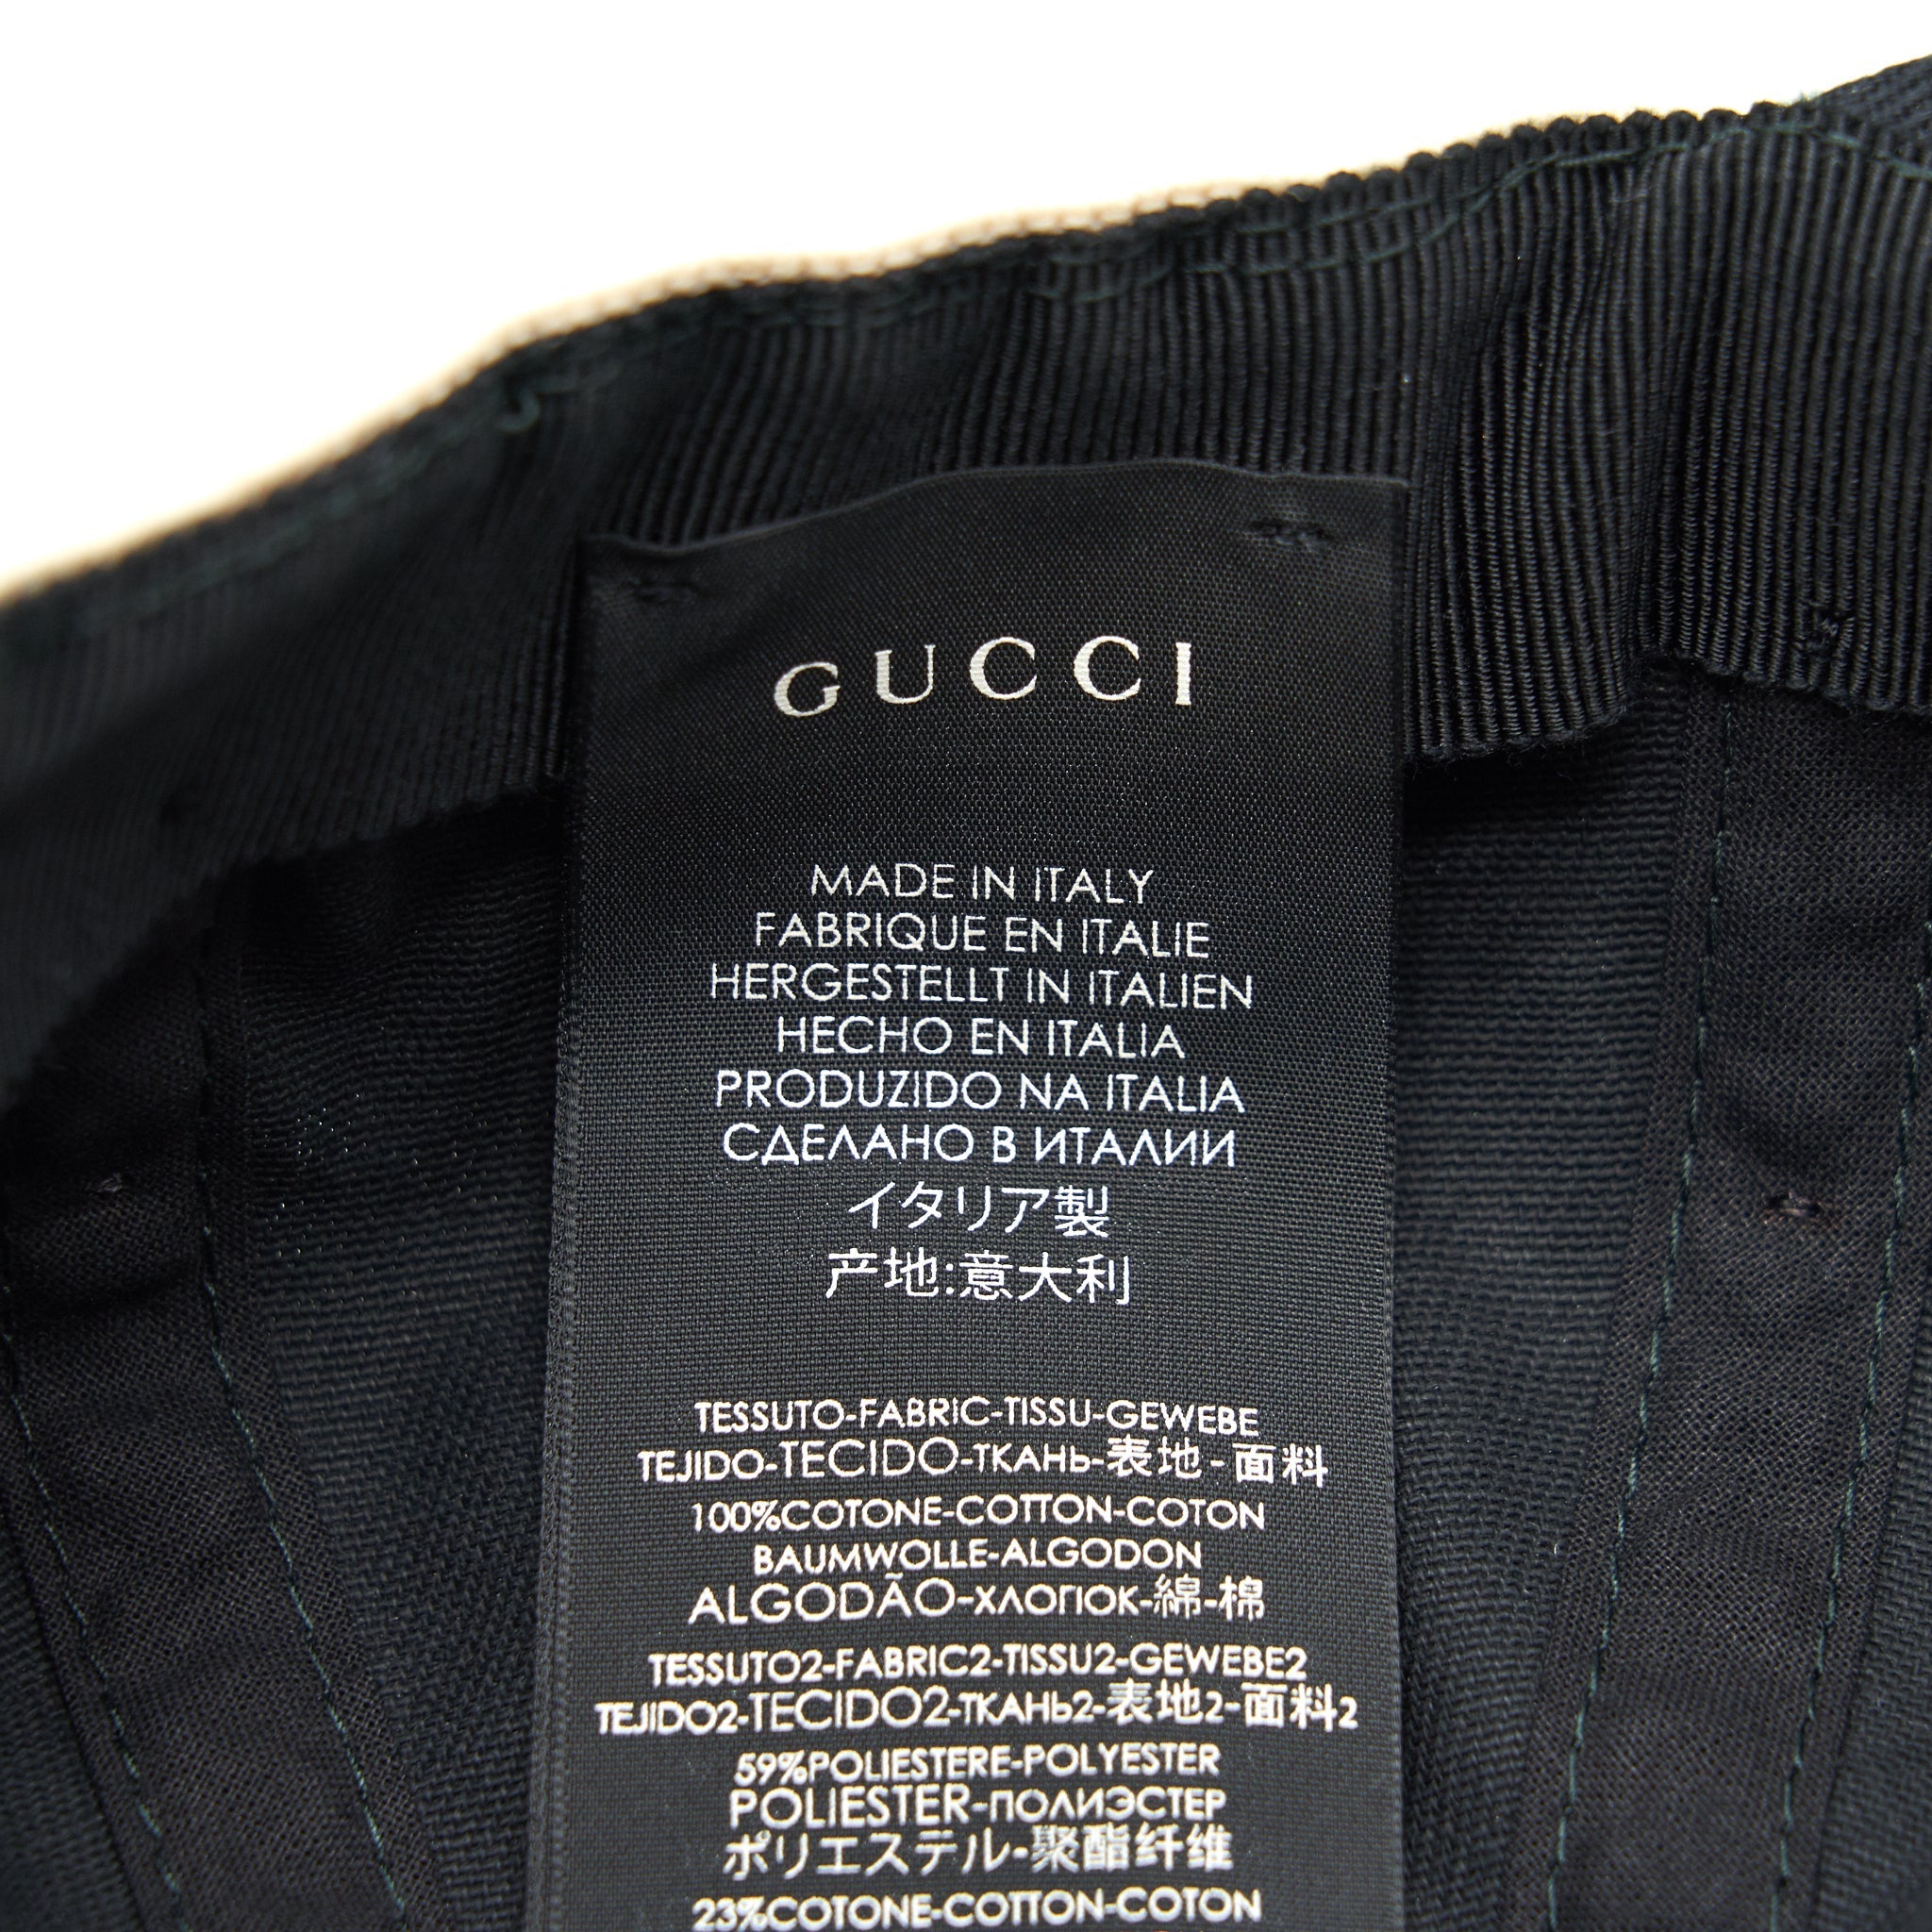 GUCCI
MADE IN ITALY
FABRIQUE EN ITALIE
HERGESTELLT IN ITALIEN
HECHO EN ITALIA
PRODUZIDO NA ITALIA
СДЕЛАНО В ИТАЛИИ
イタリア製
产地:意大利
TESSUTO-FABRIC-TISSU-GEWEBE
TEJIDO-TECIDO-ТКАНЬ-表地-面料
100%COTONE-COTTON-COTON
BAUMWOLLE-ALGODON
ALGODÃO-ХЛОПОК-綿-棉
TESSUTO2-FABRIC2-TISSU2-GEWEBE2
TEJIDO2-TECIDO2-ТКАНЬ2-表地2-面料2
59%POLIESTERE-POLYESTER
POLIESTER-ПОЛИЭСТЕР
ポリエステル-聚酯纤维
23%COTONE-COTTON-COTON